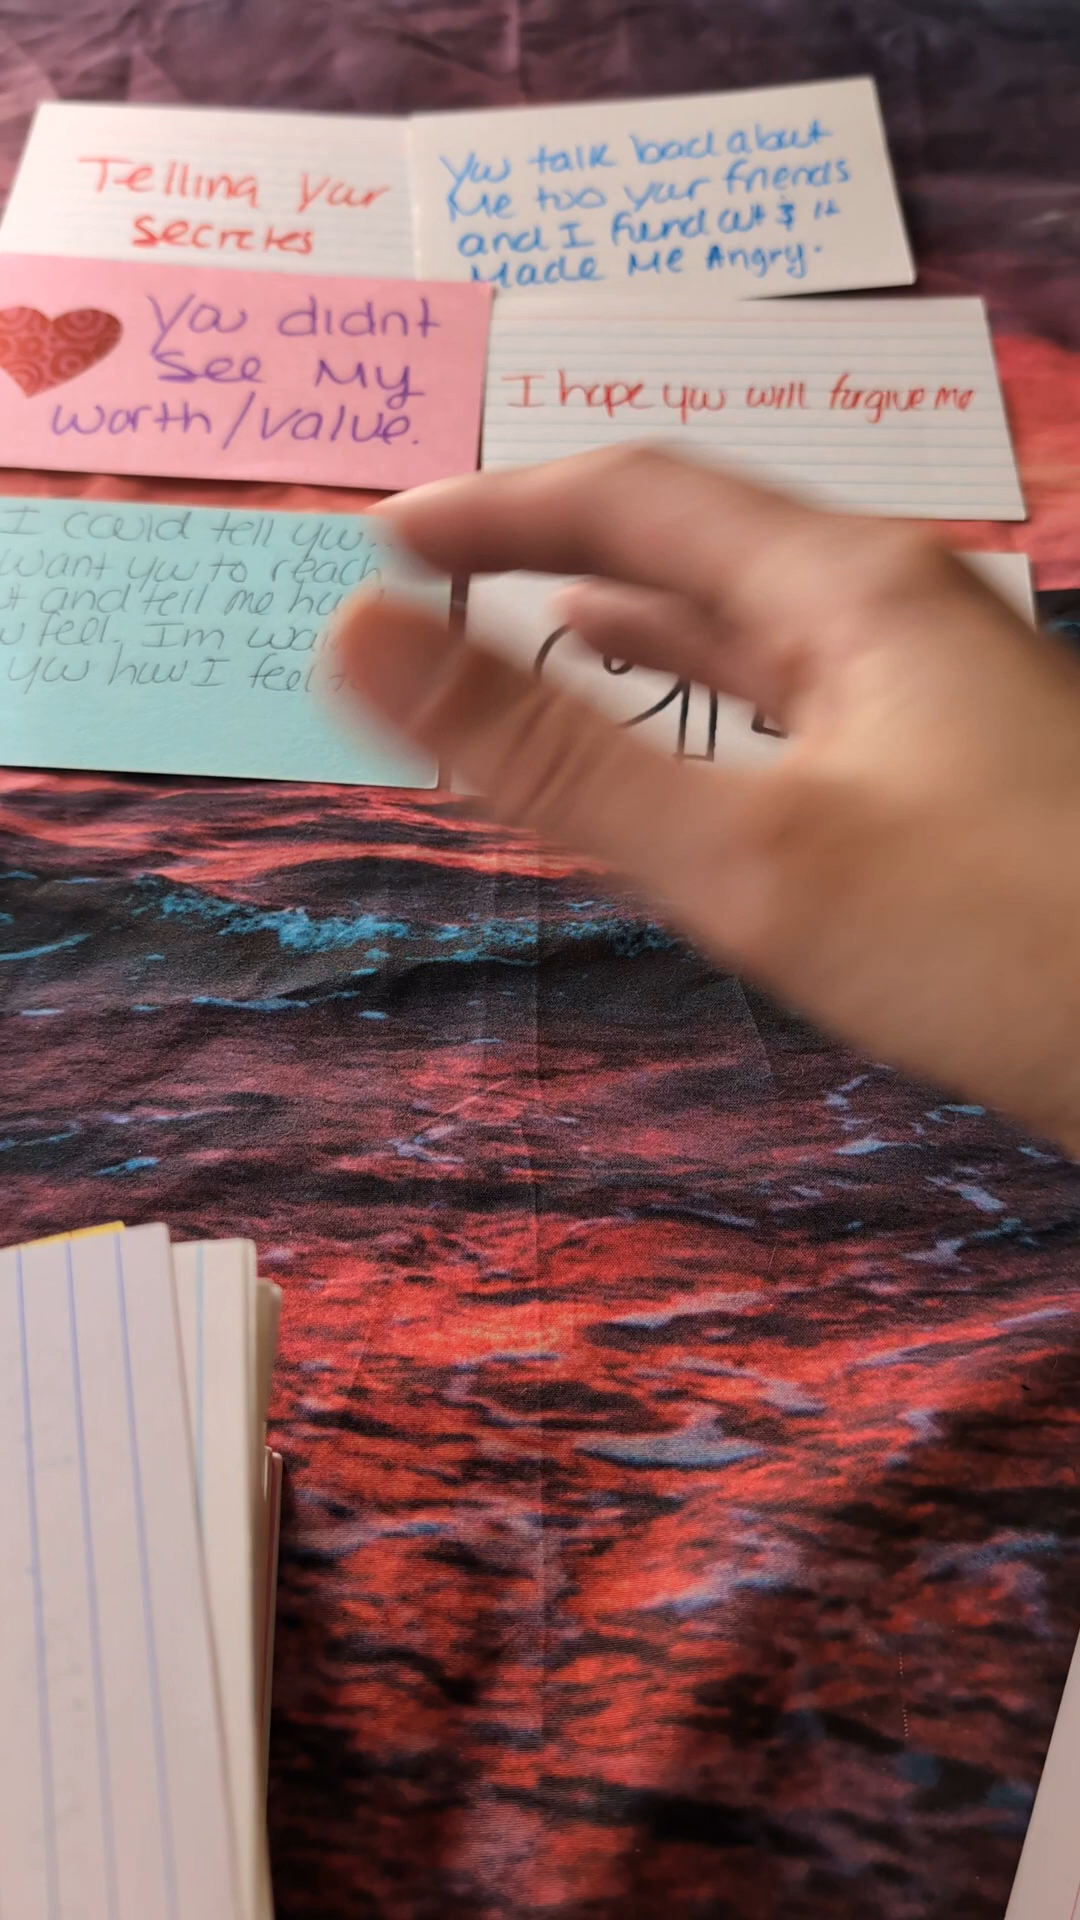 Telling your
secretes
You talk bad about
Me too your friends
and I fund out & it
Made Me Angry.
You didnt
see My
worth/value.
I hope you will forgive me
I could tell you.
want you to reach
and tell me
feel. Im
you how I feel